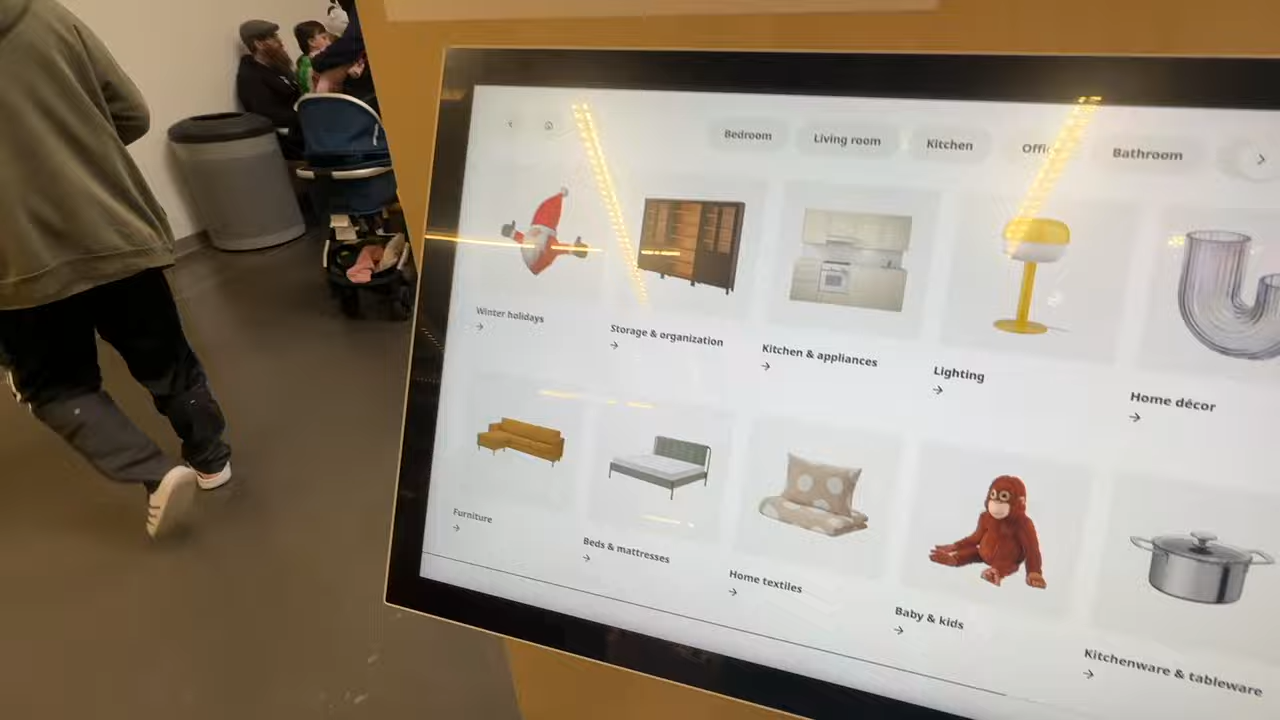 Bedroom
Living room
Kitchen
Office
Bathroom
Winter holidays
Storage & organization
Kitchen & appliances
Lighting
Home décor
Furniture
Beds & mattresses
Home textiles
Baby & kids
Kitchenware & tableware